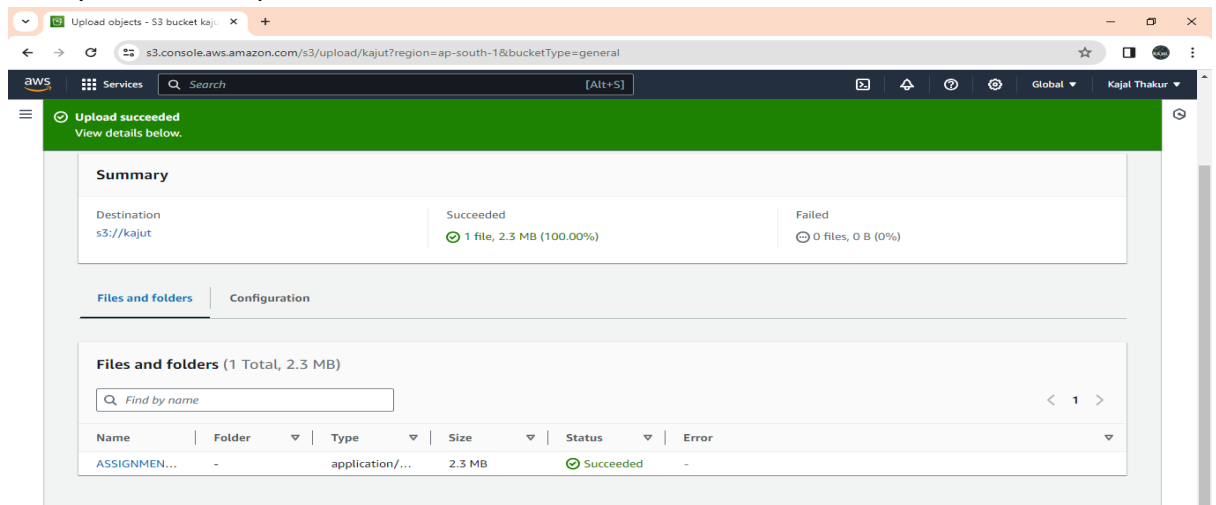 Upload objects - S3 bucket kaju
s3.console.aws.amazon.com/s3/upload/kajut?region=ap-south-1&bucketType=general
aws Services Search [Alt+S] Global Kajal Thakur
Upload succeeded
View details below.
Summary
Destination Succeeded Failed
s3://kajut 1 file, 2.3 MB (100.00%) 0 files, 0 B (0%)
Files and folders Configuration
Files and folders (1 Total, 2.3 MB)
Find by name 1
Name Folder Type Size Status Error
ASSIGNMEN... - application/... 2.3 MB Succeeded -